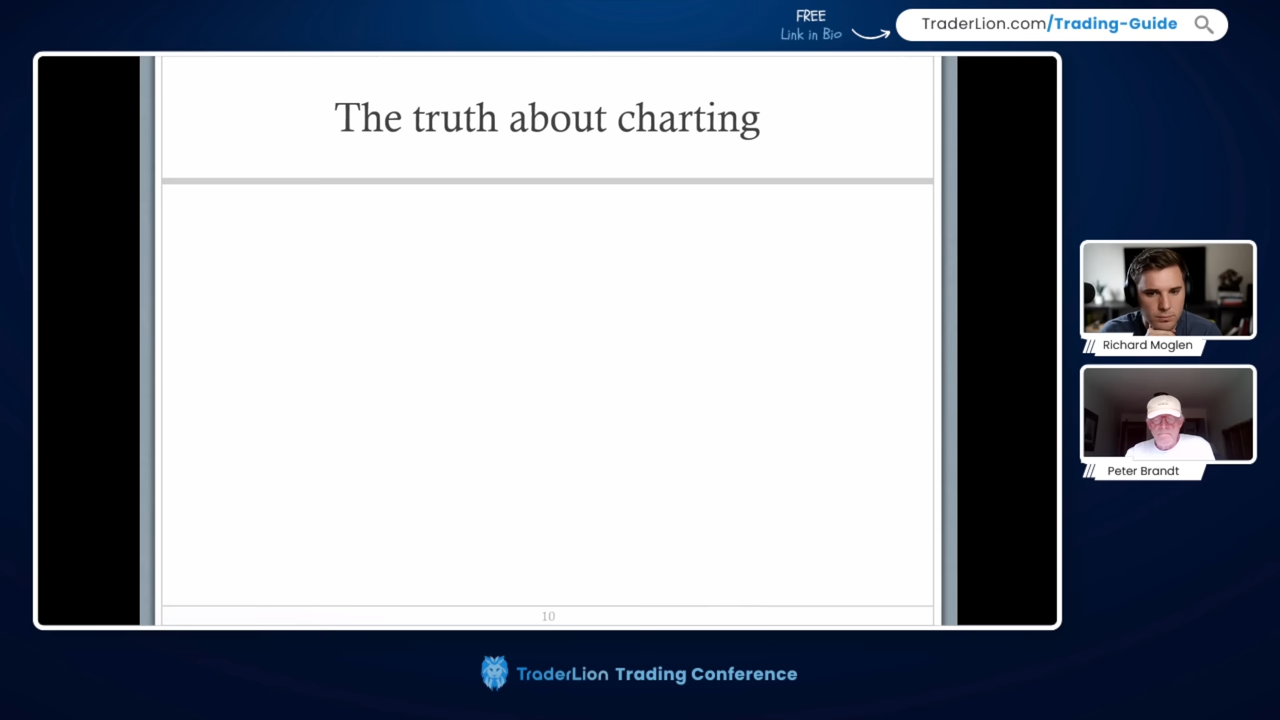 FREE
Link in Bio
TraderLion.com/Trading-Guide
The truth about charting
10
Richard Moglen
Peter Brandt
TraderLion Trading Conference